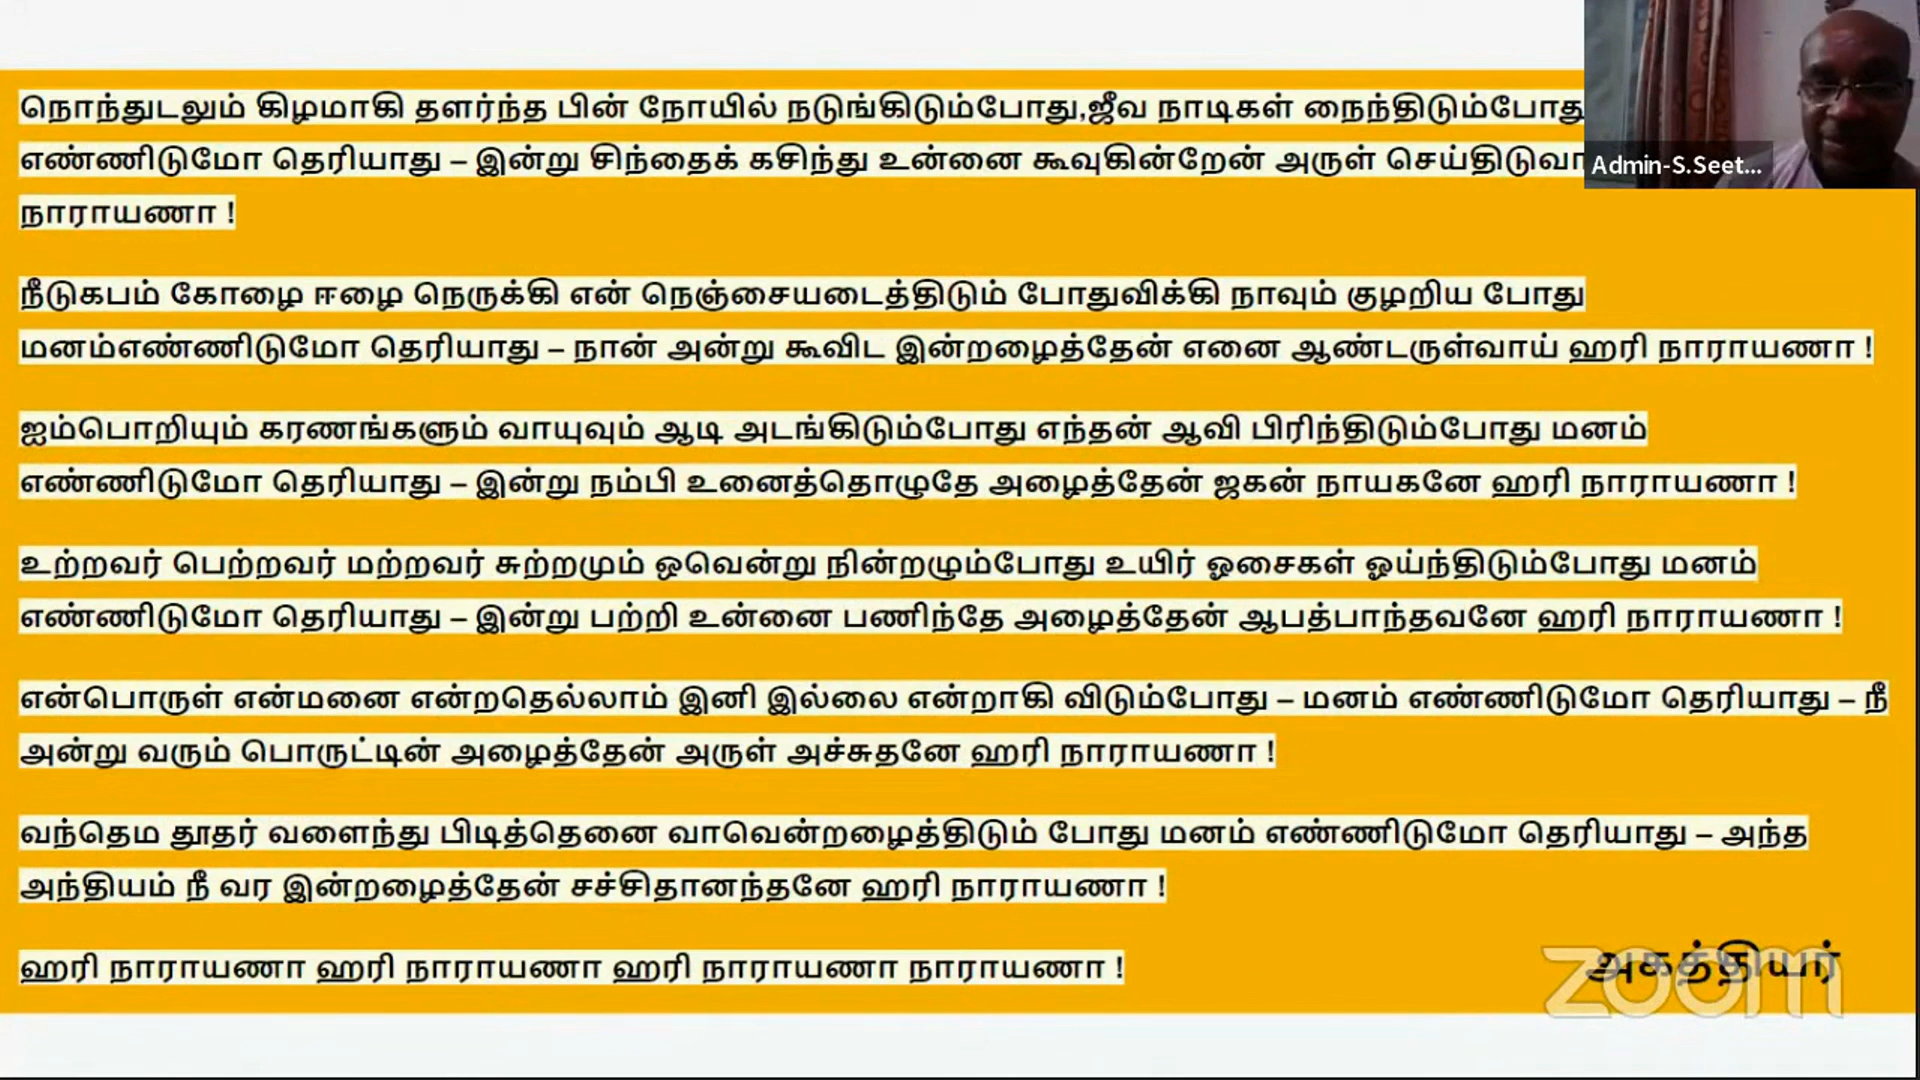 நொந்துடலும் கிழமாகி தளர்ந்த பின் நோயில் நடுங்கிடும்போது,ஜீவ நாடிகள் நைந்திடும்போது
எண்ணிடுமோ தெரியாது – இன்று சிந்தைக் கசிந்து உன்னை கூவுகின்றேன் அருள்
நாராயணா !
நீடுகபம் கோழை ஈழை நெருக்கி என் நெஞ்சையடைத்திடும் போதுவிக்கி நாவும் குழறிய போது
மனம்எண்ணிடுமோ தெரியாது – நான் அன்று கூவிட இன்றழைத்தேன் எனை ஆண்டருள்வாய் ஹரி நாராயணா !
ஐம்பொறியும் கரணங்களும் வாயுவும் ஆடி அடங்கிடும்போது எந்தன் ஆவி பிரிந்திடும்போது மனம்
எண்ணிடுமோ தெரியாது – இன்று நம்பி உனைத்தொழுதே அழைத்தேன் ஜகன் நாயகனே ஹரி நாராயணா !
உற்றவர் பெற்றவர் மற்றவர் சுற்றமும் ஒவென்று நின்றழும்போது உயிர் ஓசைகள் ஓய்ந்திடும்போது மனம்
எண்ணிடுமோ தெரியாது – இன்று பற்றி உன்னை பணிந்தே அழைத்தேன் ஆபத்பாந்தவனே ஹரி நாராயணா !
என்பொருள் என்மனை என்றதெல்லாம் இனி இல்லை என்றாகி விடும்போது – மனம் எண்ணிடுமோ தெரியாது – நீ
அன்று வரும் பொருட்டின் அழைத்தேன் அருள் அச்சுதனே ஹரி நாராயணா !
வந்தெம தூதர் வளைந்து பிடித்தெனை வாவென்றழைத்திடும் போது மனம் எண்ணிடுமோ தெரியாது – அந்த
அந்தியம் நீ வர இன்றழைத்தேன் சச்சிதானந்தனே ஹரி நாராயணா !
ஹரி நாராயணா ஹரி நாராயணா ஹரி நாராயணா நாராயணா !
அகத்தியர்
zoom
Admin-S.Seet...